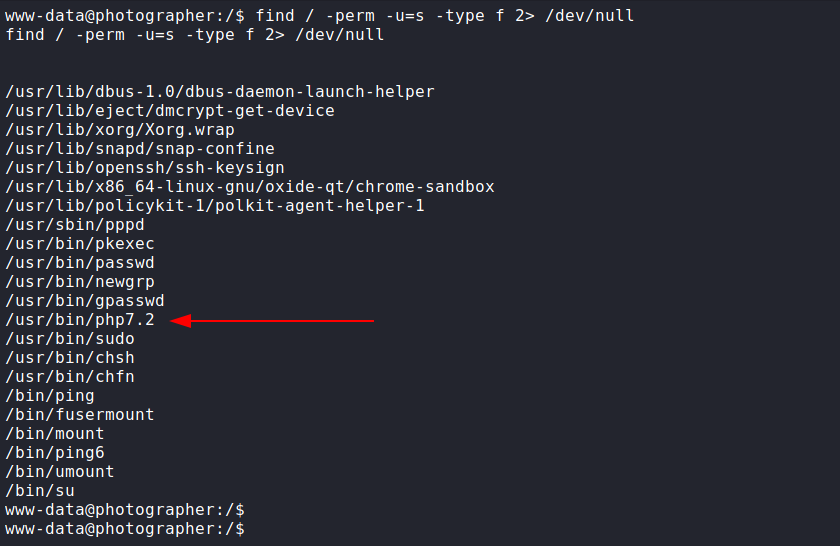 www-data@photographer:/$ find / -perm -u=s -type f 2> /dev/null
find / -perm -u=s -type f 2> /dev/null
/usr/lib/dbus-1.0/dbus-daemon-launch-helper
/usr/lib/eject/dmcrypt-get-device
/usr/lib/xorg/Xorg.wrap
/usr/lib/snapd/snap-confine
/usr/lib/openssh/ssh-keysign
/usr/lib/x86_64-linux-gnu/oxide-qt/chrome-sandbox
/usr/lib/policykit-1/polkit-agent-helper-1
/usr/sbin/pppd
/usr/bin/pkexec
/usr/bin/passwd
/usr/bin/newgrp
/usr/bin/gpasswd
/usr/bin/php7.2
/usr/bin/sudo
/usr/bin/chsh
/usr/bin/chfn
/bin/ping
/bin/fusermount
/bin/mount
/bin/ping6
/bin/umount
/bin/su
www-data@photographer:/$
www-data@photographer:/$